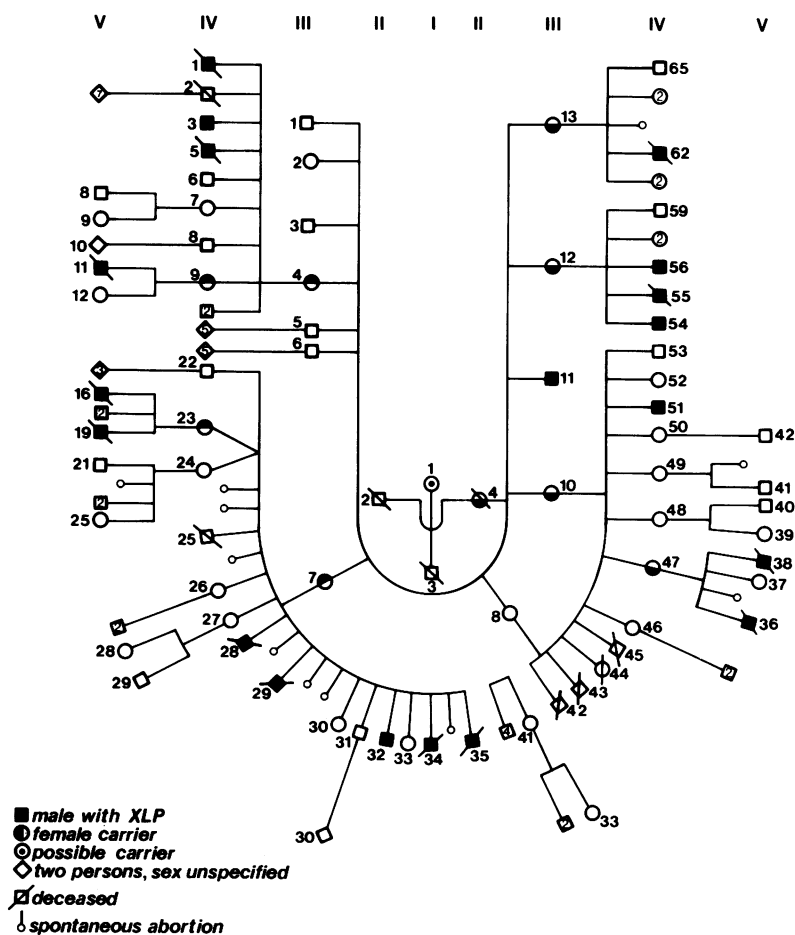 V IV III II I II III IV V
1 65
7 2 2
3 1 13
5 2 62
6 2
8 7 59
9 3 2
10 8 12 56
11 9 4 55
12 2 54
5 5 53
5 6 11 52
3 22 51
16 50 42
2 23 1 49
19 2 4 10 41
21 24 48 40
2 39
25 3 47 38
25 7 8 37
26 46 36
2 27 45
28 28 44
29 29 43 2
30 42
31 32 33 34 35 4 41
30 2 33
male with XLP
female carrier
possible carrier
two persons, sex unspecified
deceased
spontaneous abortion